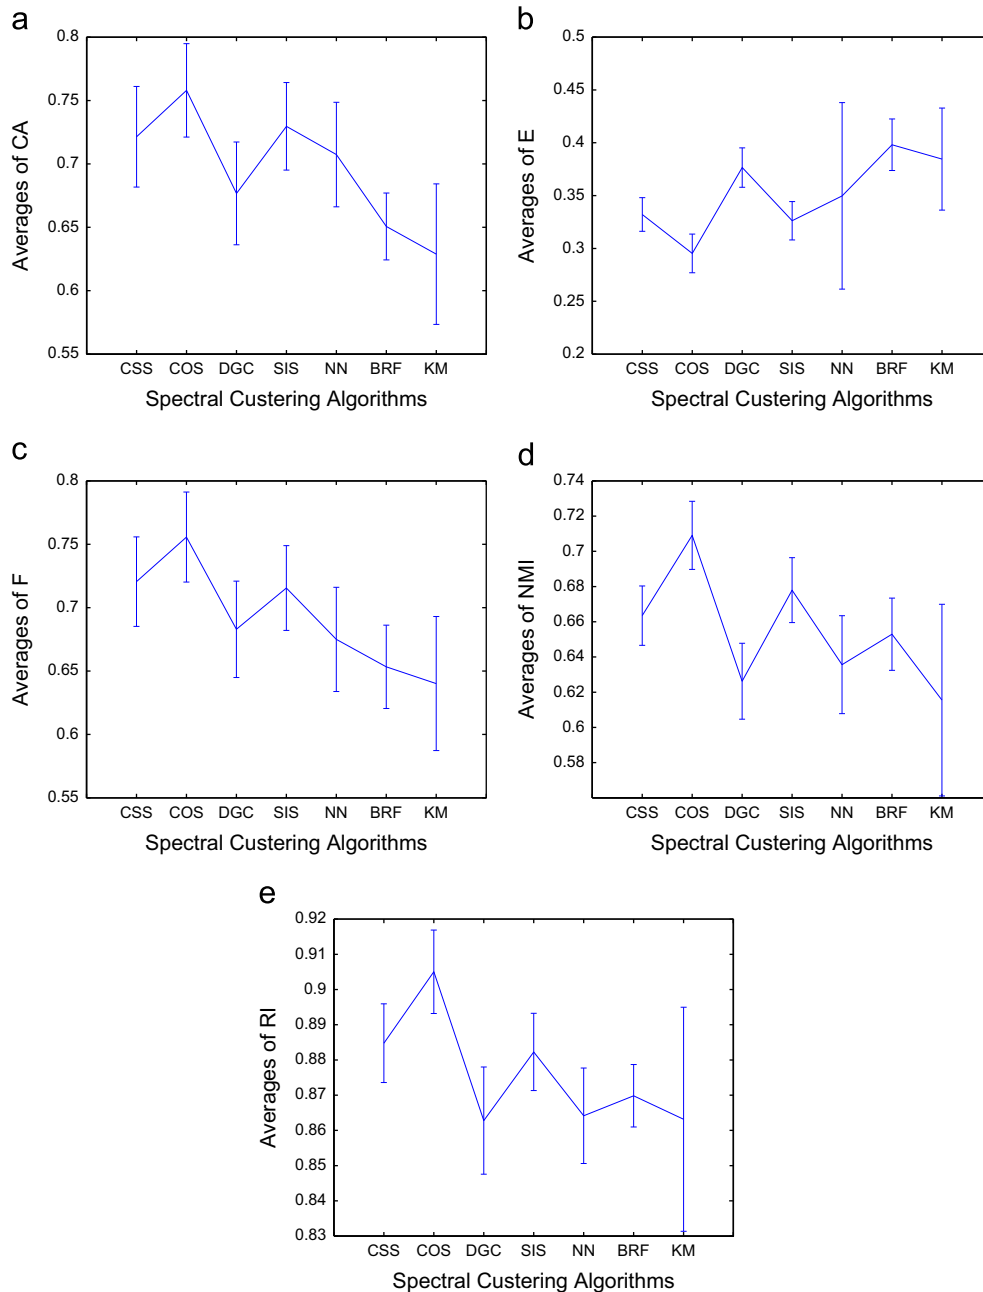 a
0.8
0.75
0.7
0.65
0.6
0.55
Averages of CA
CSS COS DGC SIS NN BRF KM
Spectral Custering Algorithms
b
0.5
0.45
0.4
0.35
0.3
0.25
0.2
Averages of E
CSS COS DGC SIS NN BRF KM
Spectral Custering Algorithms
c
0.8
0.75
0.7
0.65
0.6
0.55
Averages of F
CSS COS DGC SIS NN BRF KM
Spectral Custering Algorithms
d
0.74
0.72
0.7
0.68
0.66
0.64
0.62
0.6
0.58
Averages of NMI
CSS COS DGC SIS NN BRF KM
Spectral Custering Algorithms
e
0.92
0.91
0.9
0.89
0.88
0.87
0.86
0.85
0.84
0.83
Averages of RI
CSS COS DGC SIS NN BRF KM
Spectral Custering Algorithms